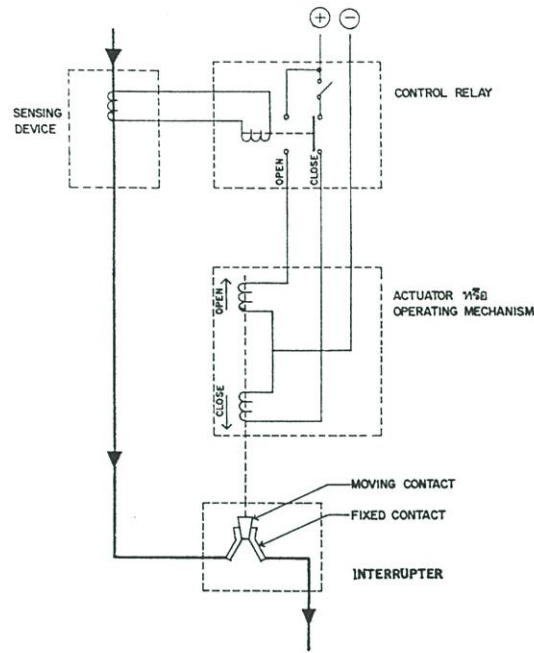 + −
SENSING
DEVICE
CONTROL RELAY
OPEN
CLOSE
OPEN
ACTUATOR หรือ
OPERATING MECHANISM
CLOSE
MOVING CONTACT
FIXED CONTACT
INTERRUPTER